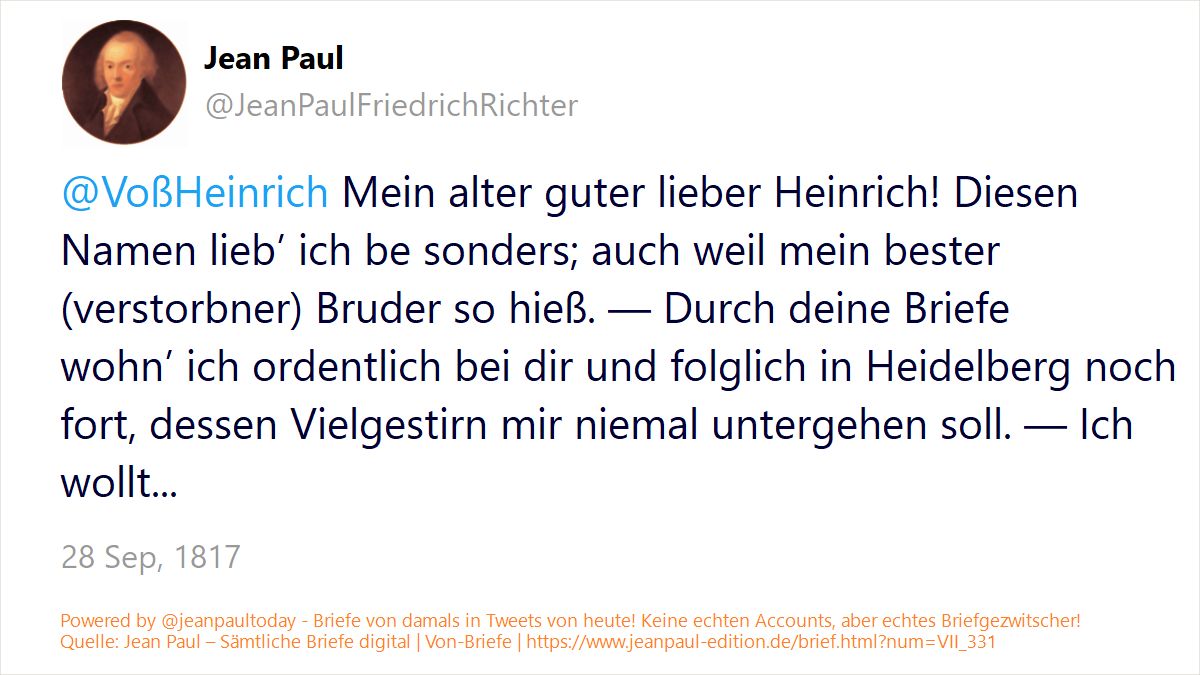 Jean Paul
@JeanPaulFriedrichRichter
@VoßHeinrich Mein alter guter lieber Heinrich! Diesen
Namen lieb’ ich be sonders; auch weil mein bester
(verstorbner) Bruder so hieß. — Durch deine Briefe
wohn’ ich ordentlich bei dir und folglich in Heidelberg noch
fort, dessen Vielgestirn mir niemal untergehen soll. — Ich
wollt...
28 Sep, 1817
Powered by @jeanpaultoday - Briefe von damals in Tweets von heute! Keine echten Accounts, aber echtes Briefgezwitscher!
Quelle: Jean Paul – Sämtliche Briefe digital | Von-Briefe | https://www.jeanpaul-edition.de/brief.html?num=VII_331